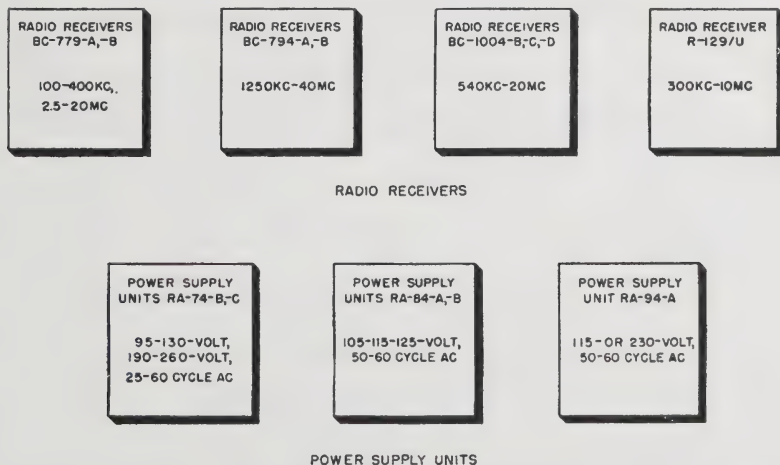 RADIO RECEIVERS
BC-779-A,-B
100-400KC,
2.5-20MC
RADIO RECEIVERS
BC-794-A,-B
1250KC-40MC
RADIO RECEIVERS
BC-1004-B,-C,-D
540KC-20MC
RADIO RECEIVER
R-129/U
300KC-10MC
RADIO RECEIVERS
POWER SUPPLY
UNITS RA-74-B,-C
95-130-VOLT,
190-260-VOLT,
25-60 CYCLE AC
POWER SUPPLY
UNITS RA-84-A,-B
105-115-125-VOLT,
50-60 CYCLE AC
POWER SUPPLY
UNIT RA-94-A
115-OR 230-VOLT,
50-60 CYCLE AC
POWER SUPPLY UNITS